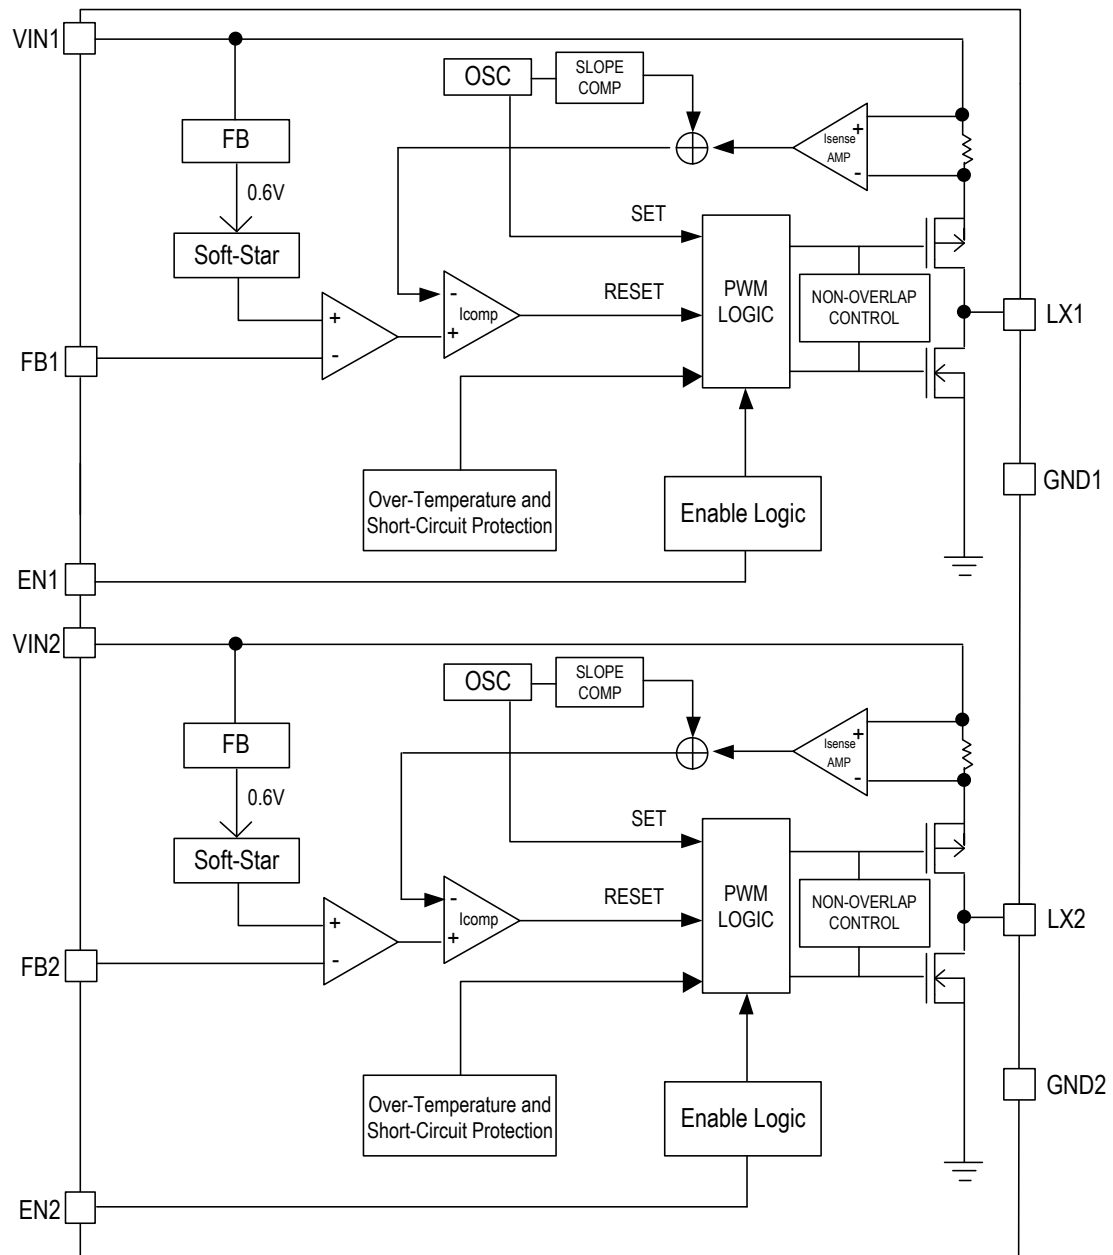 VIN1
OSC
SLOPE
COMP
FB
Isense
AMP
+
-
0.6V
SET
Soft-Star
PWM
LOGIC
NON-OVERLAP
CONTROL
RESET
-
Icomp
+
+
-
LX1
FB1
Over-Temperature and
Short-Circuit Protection
Enable Logic
GND1
EN1
VIN2
OSC
SLOPE
COMP
FB
Isense
AMP
+
-
0.6V
SET
Soft-Star
PWM
LOGIC
NON-OVERLAP
CONTROL
RESET
-
Icomp
+
+
-
LX2
FB2
Over-Temperature and
Short-Circuit Protection
Enable Logic
GND2
EN2